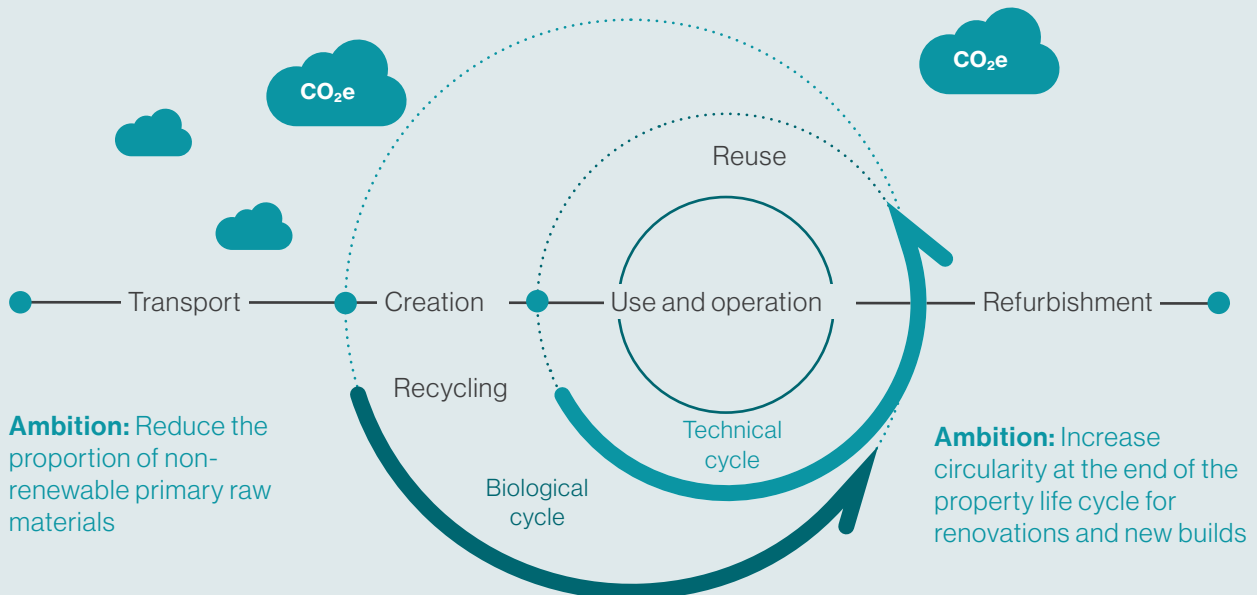 CO₂e
CO₂e
Reuse
Transport
Creation
Use and operation
Refurbishment
Recycling
Ambition: Reduce the
proportion of non-
renewable primary raw
materials
Technical
cycle
Biological
cycle
Ambition: Increase
circularity at the end of the
property life cycle for
renovations and new builds